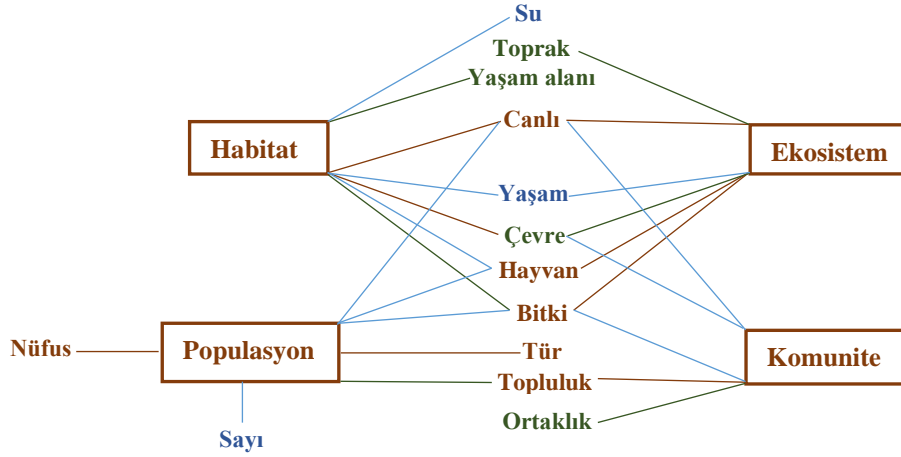 Su
Toprak
Yaşam alanı
Canlı
Habitat
Ekosistem
Yaşam
Çevre
Hayvan
Bitki
Nüfus
Populasyon
Tür
Komunite
Topluluk
Ortaklık
Sayı